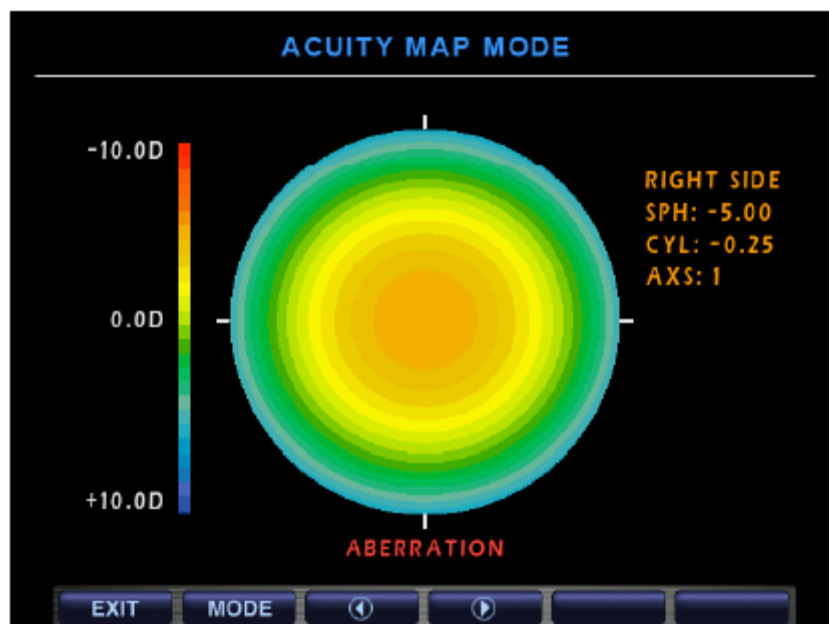 ACUITY MAP MODE
-10.0D
0.0D
+10.0D
RIGHT SIDE
SPH: -5.00
CYL: -0.25
AXS: 1
ABERRATION
EXIT MODE